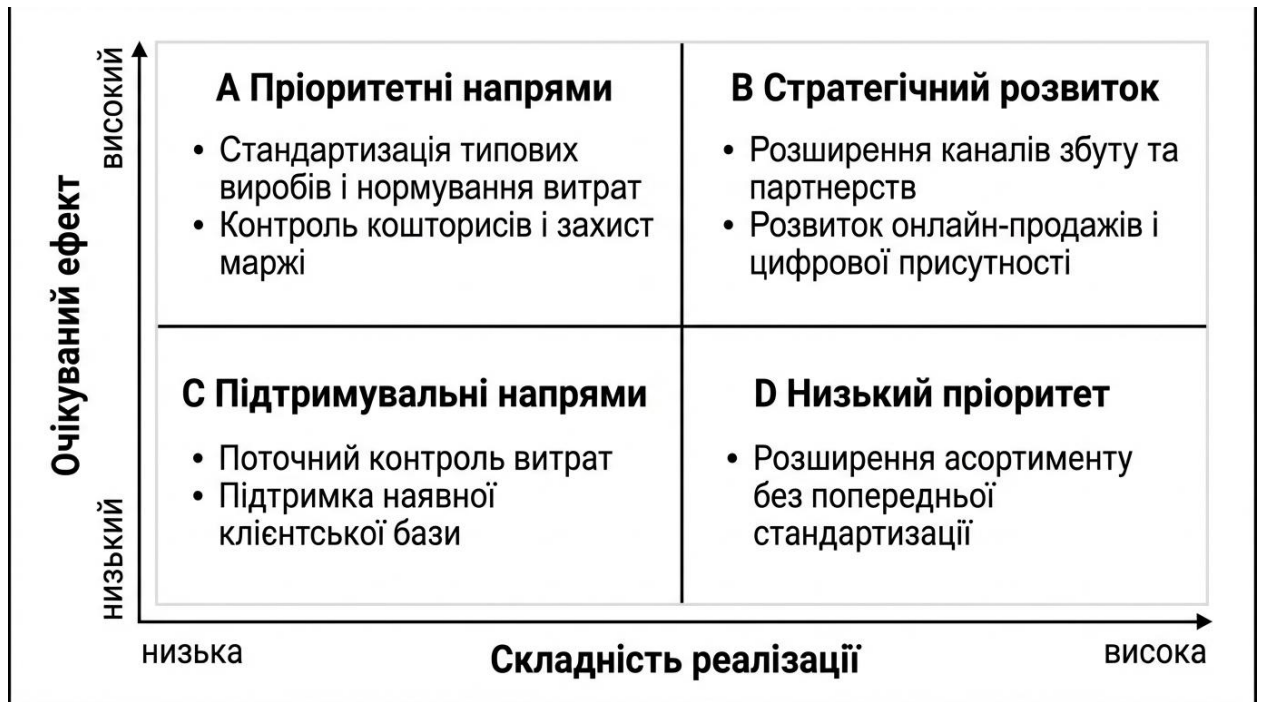 високий
A Пріоритетні напрями
• Стандартизація типових
виробів і нормування витрат
• Контроль кошторисів і захист
маржі
B Стратегічний розвиток
• Розширення каналів збуту та
партнерств
• Розвиток онлайн-продажів і
цифрової присутності
Очікуваний ефект
C Підтримувальні напрями
• Поточний контроль витрат
• Підтримка наявної
клієнтської бази
D Низький пріоритет
• Розширення асортименту
без попередньої
стандартизації
низький
низька
Складність реалізації
висока